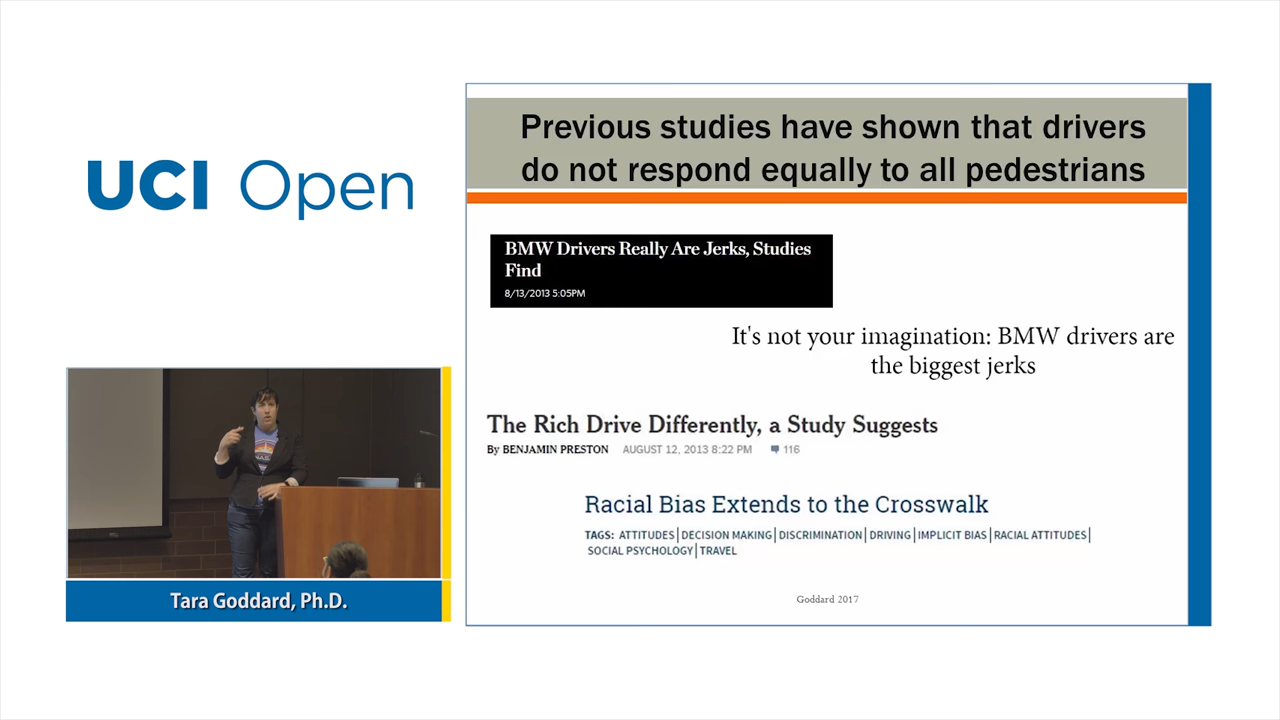 UCI Open
Previous studies have shown that drivers
do not respond equally to all pedestrians
BMW Drivers Really Are Jerks, Studies
Find
8/13/2013 5:05PM
It's not your imagination: BMW drivers are
the biggest jerks
The Rich Drive Differently, a Study Suggests
By BENJAMIN PRESTON AUGUST 12, 2013 8:22 PM 116
Racial Bias Extends to the Crosswalk
TAGS: ATTITUDES| DECISION MAKING| DISCRIMINATION| DRIVING| IMPLICIT BIAS| RACIAL ATTITUDES|
SOCIAL PSYCHOLOGY| TRAVEL
Goddard 2017
Tara Goddard, Ph.D.